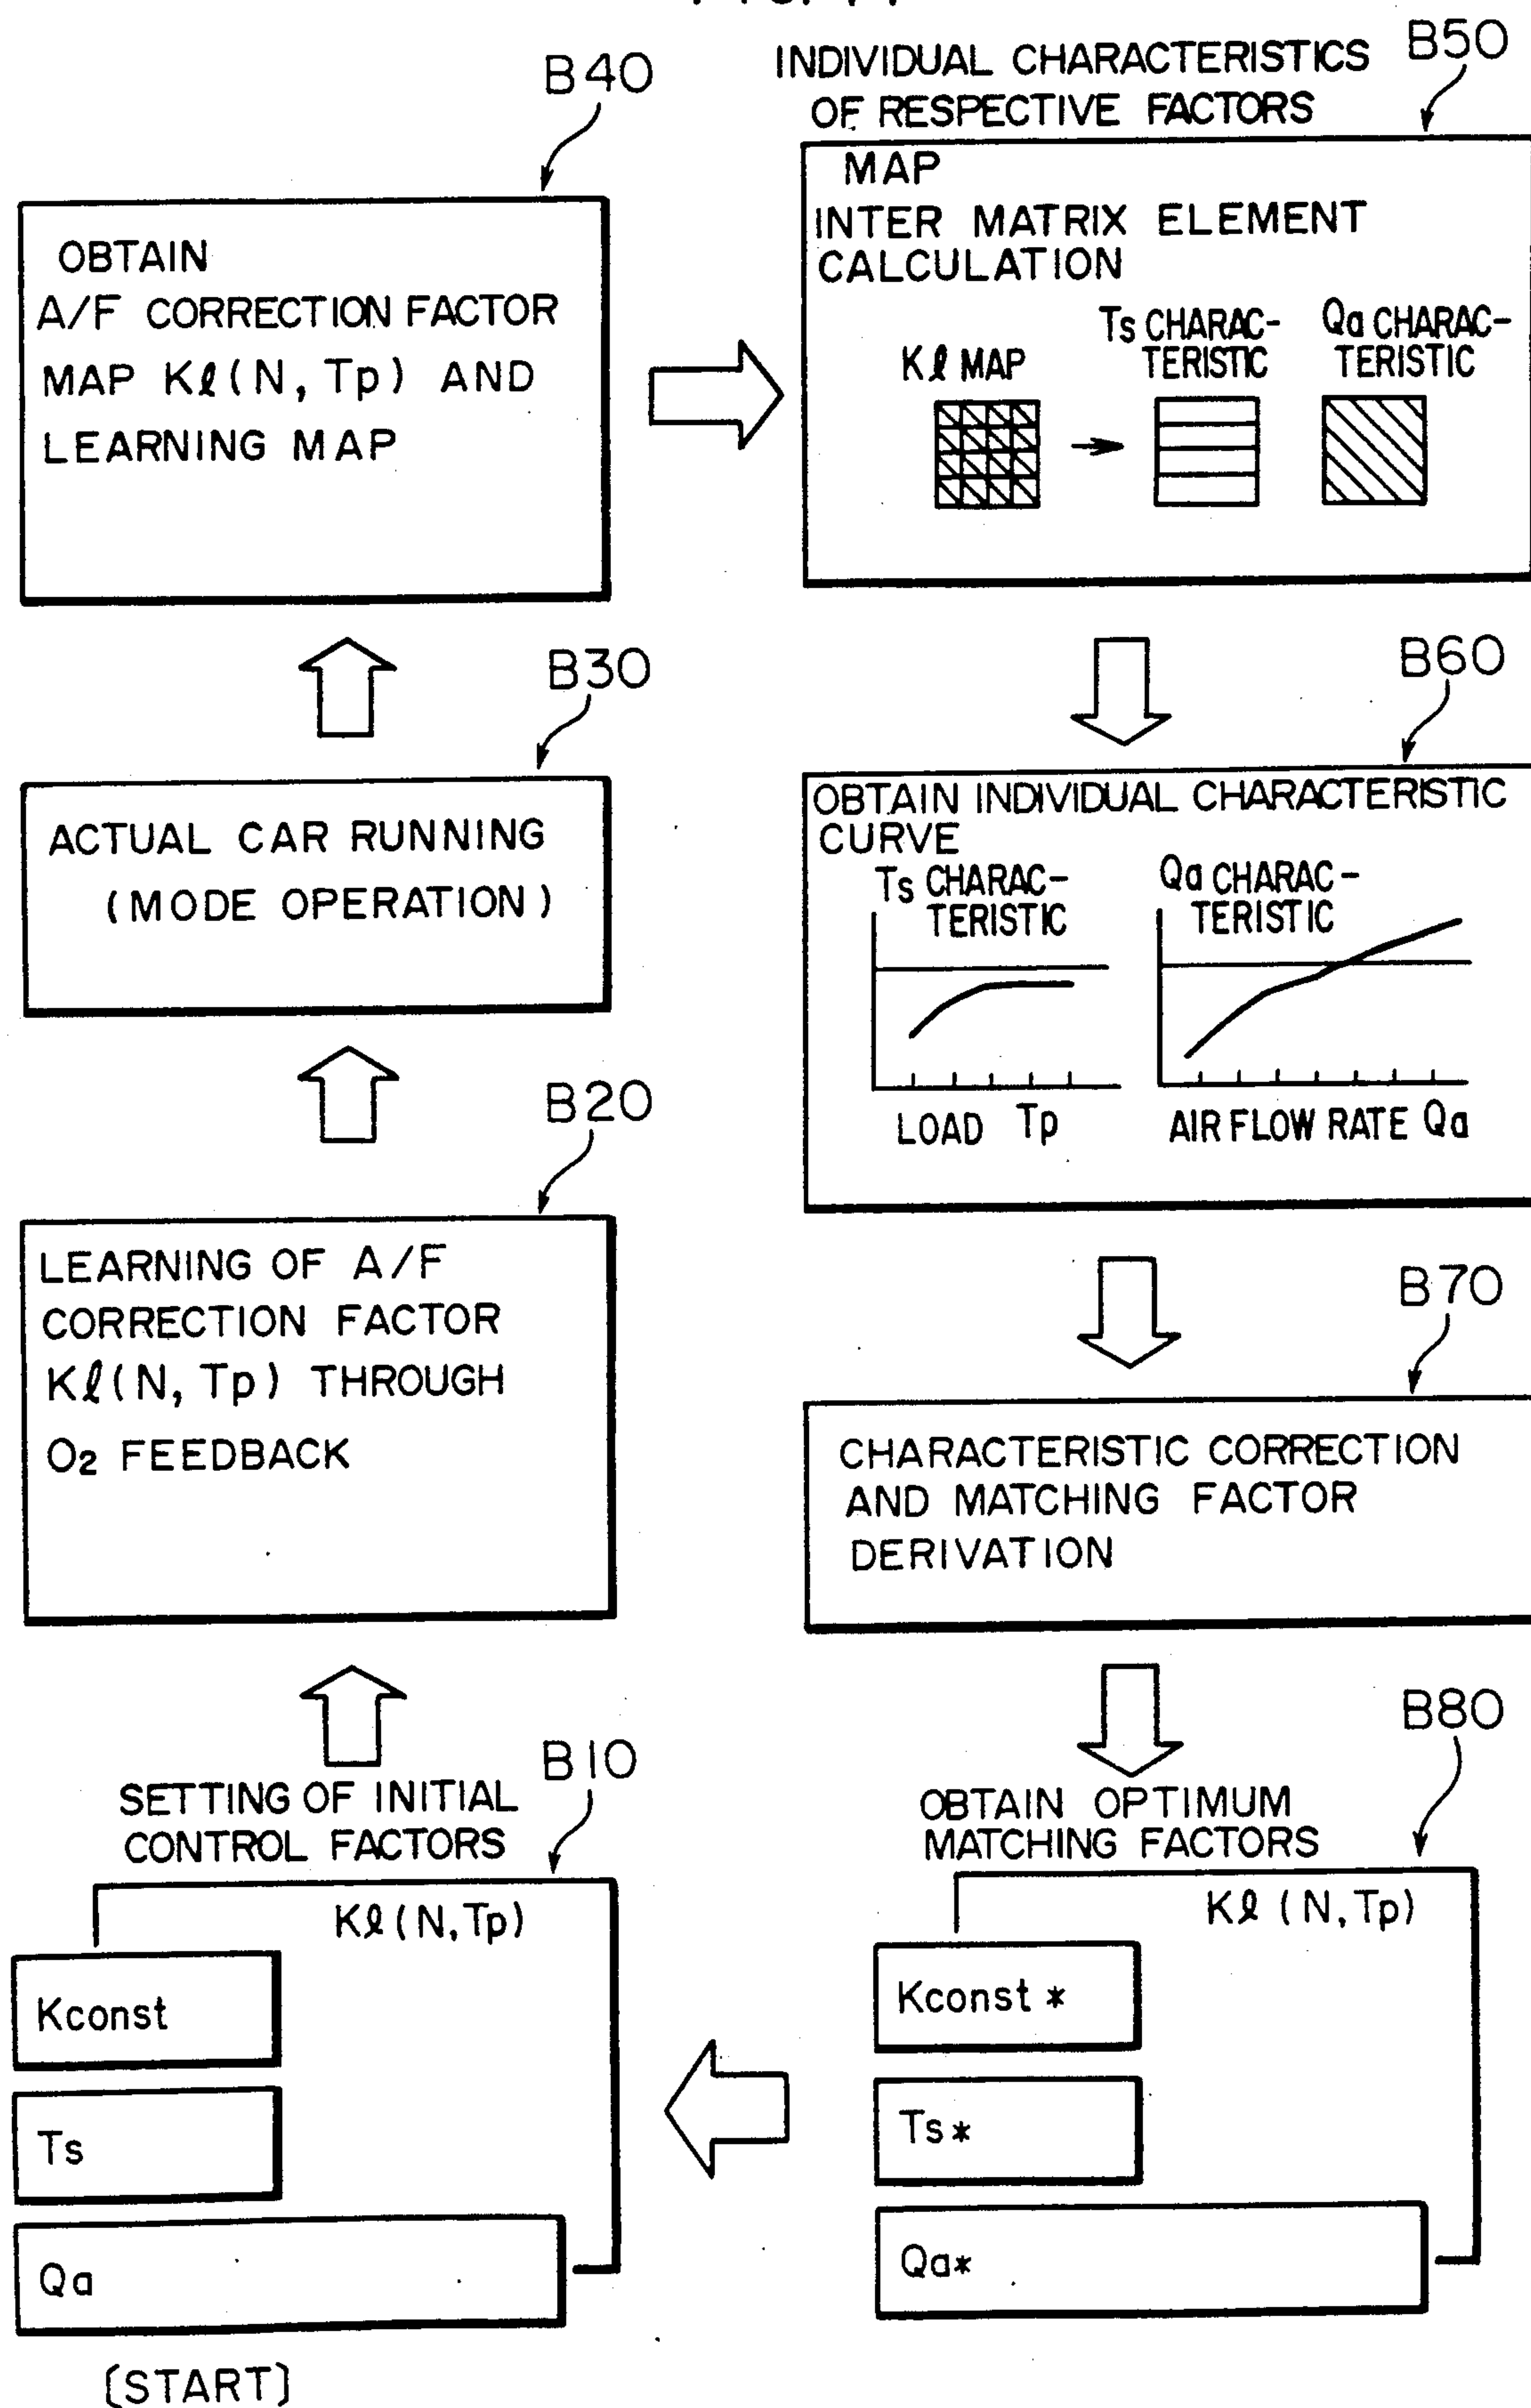 B40
OBTAIN
A/F CORRECTION FACTOR
MAP Kℓ(N, Tp) AND
LEARNING MAP
INDIVIDUAL CHARACTERISTICS
OF RESPECTIVE FACTORS
B50
MAP
INTER MATRIX ELEMENT
CALCULATION
Kℓ MAP
Ts CHARAC-
TERISTIC
Qa CHARAC-
TERISTIC
B30
ACTUAL CAR RUNNING
(MODE OPERATION)
B60
OBTAIN INDIVIDUAL CHARACTERISTIC
CURVE
Ts CHARAC-
TERISTIC
LOAD Tp
Qa CHARAC-
TERISTIC
AIR FLOW RATE Qa
B20
LEARNING OF A/F
CORRECTION FACTOR
Kℓ(N, Tp) THROUGH
O2 FEEDBACK
B70
CHARACTERISTIC CORRECTION
AND MATCHING FACTOR
DERIVATION
B10
SETTING OF INITIAL
CONTROL FACTORS
Kℓ(N,Tp)
Kconst
Ts
Qa
[START]
B80
OBTAIN OPTIMUM
MATCHING FACTORS
Kℓ (N,Tp)
Kconst *
Ts*
Qa*